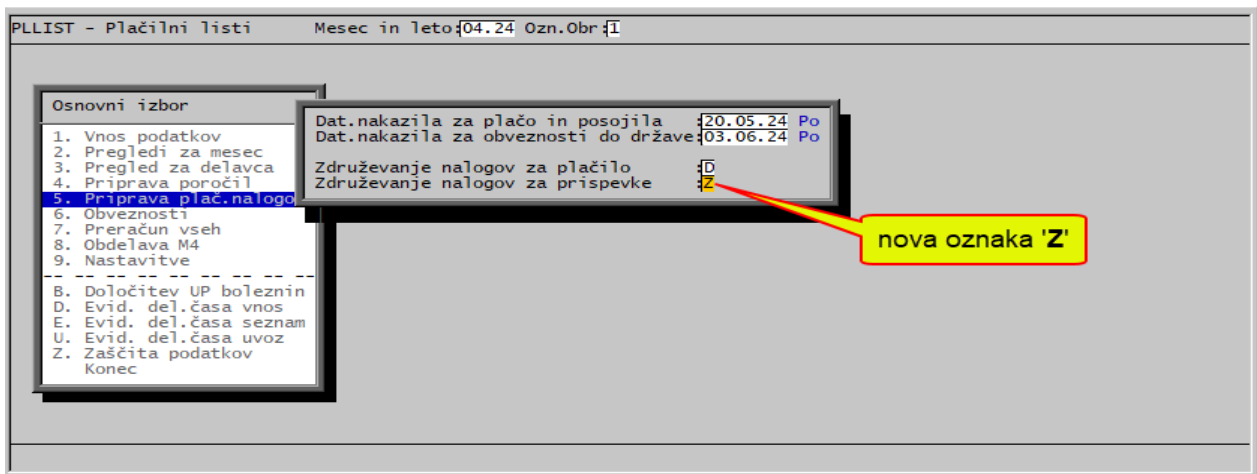 PLLIST - Plačilni listi Mesec in leto:04.24 Ozn.Obr:1
Osnovni izbor
1. Vnos podatkov
2. Pregledi za mesec
3. Pregled za delavca
4. Priprava poročil
5. Priprava plač.nalogo
6. Obveznosti
7. Preračun vseh
8. Obdelava M4
9. Nastavitve
-- -- -- -- -- -- -- -- --
B. Določitev UP boleznin
D. Evid. del.časa vnos
E. Evid. del.časa seznam
U. Evid. del.časa uvoz
Z. Zaščita podatkov
Konec
Dat.nakazila za plačo in posojila :20.05.24 Po
Dat.nakazila za obveznosti do države:03.06.24 Po
Združevanje nalogov za plačilo :D
Združevanje nalogov za prispevke :Z
nova oznaka 'Z'